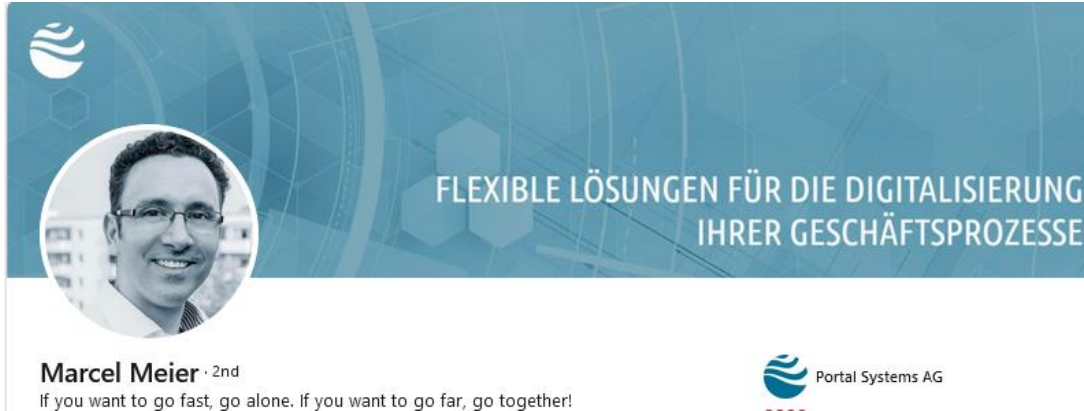 FLEXIBLE LÖSUNGEN FÜR DIE DIGITALISIERUNG
IHRER GESCHÄFTSPROZESSE
Marcel Meier · 2nd
If you want to go fast, go alone. If you want to go far, go together!
Portal Systems AG